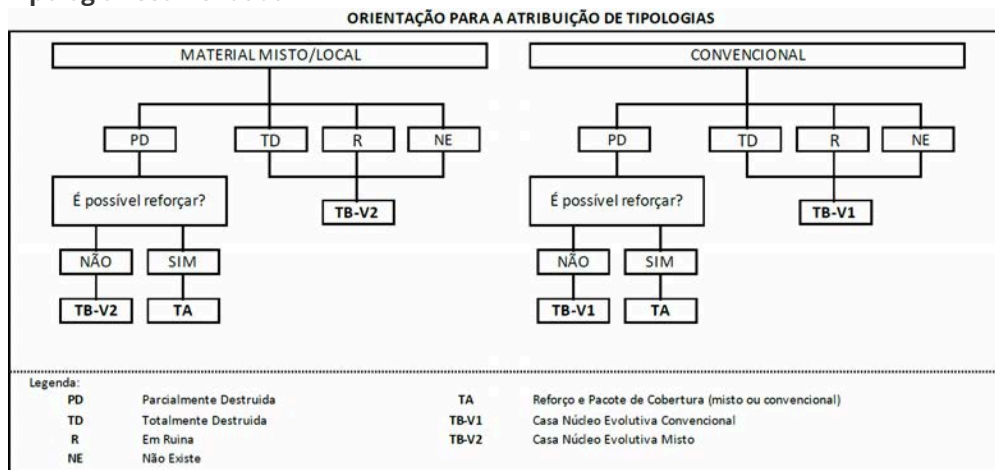 ORIENTAÇÃO PARA A ATRIBUIÇÃO DE TIPOLOGIAS
MATERIAL MISTO/LOCAL
CONVENCIONAL
PD
TD
R
NE
PD
TD
R
NE
É possível reforçar?
TB-V2
É possível reforçar?
TB-V1
NÃO
SIM
NÃO
SIM
TB-V2
TA
TB-V1
TA
Legenda:
PD Parcialmente Destruida
TD Totalmente Destruida
R Em Ruina
NE Não Existe
TA Reforço e Pacote de Cobertura (misto ou convencional)
TB-V1 Casa Núcleo Evolutiva Convencional
TB-V2 Casa Núcleo Evolutiva Misto